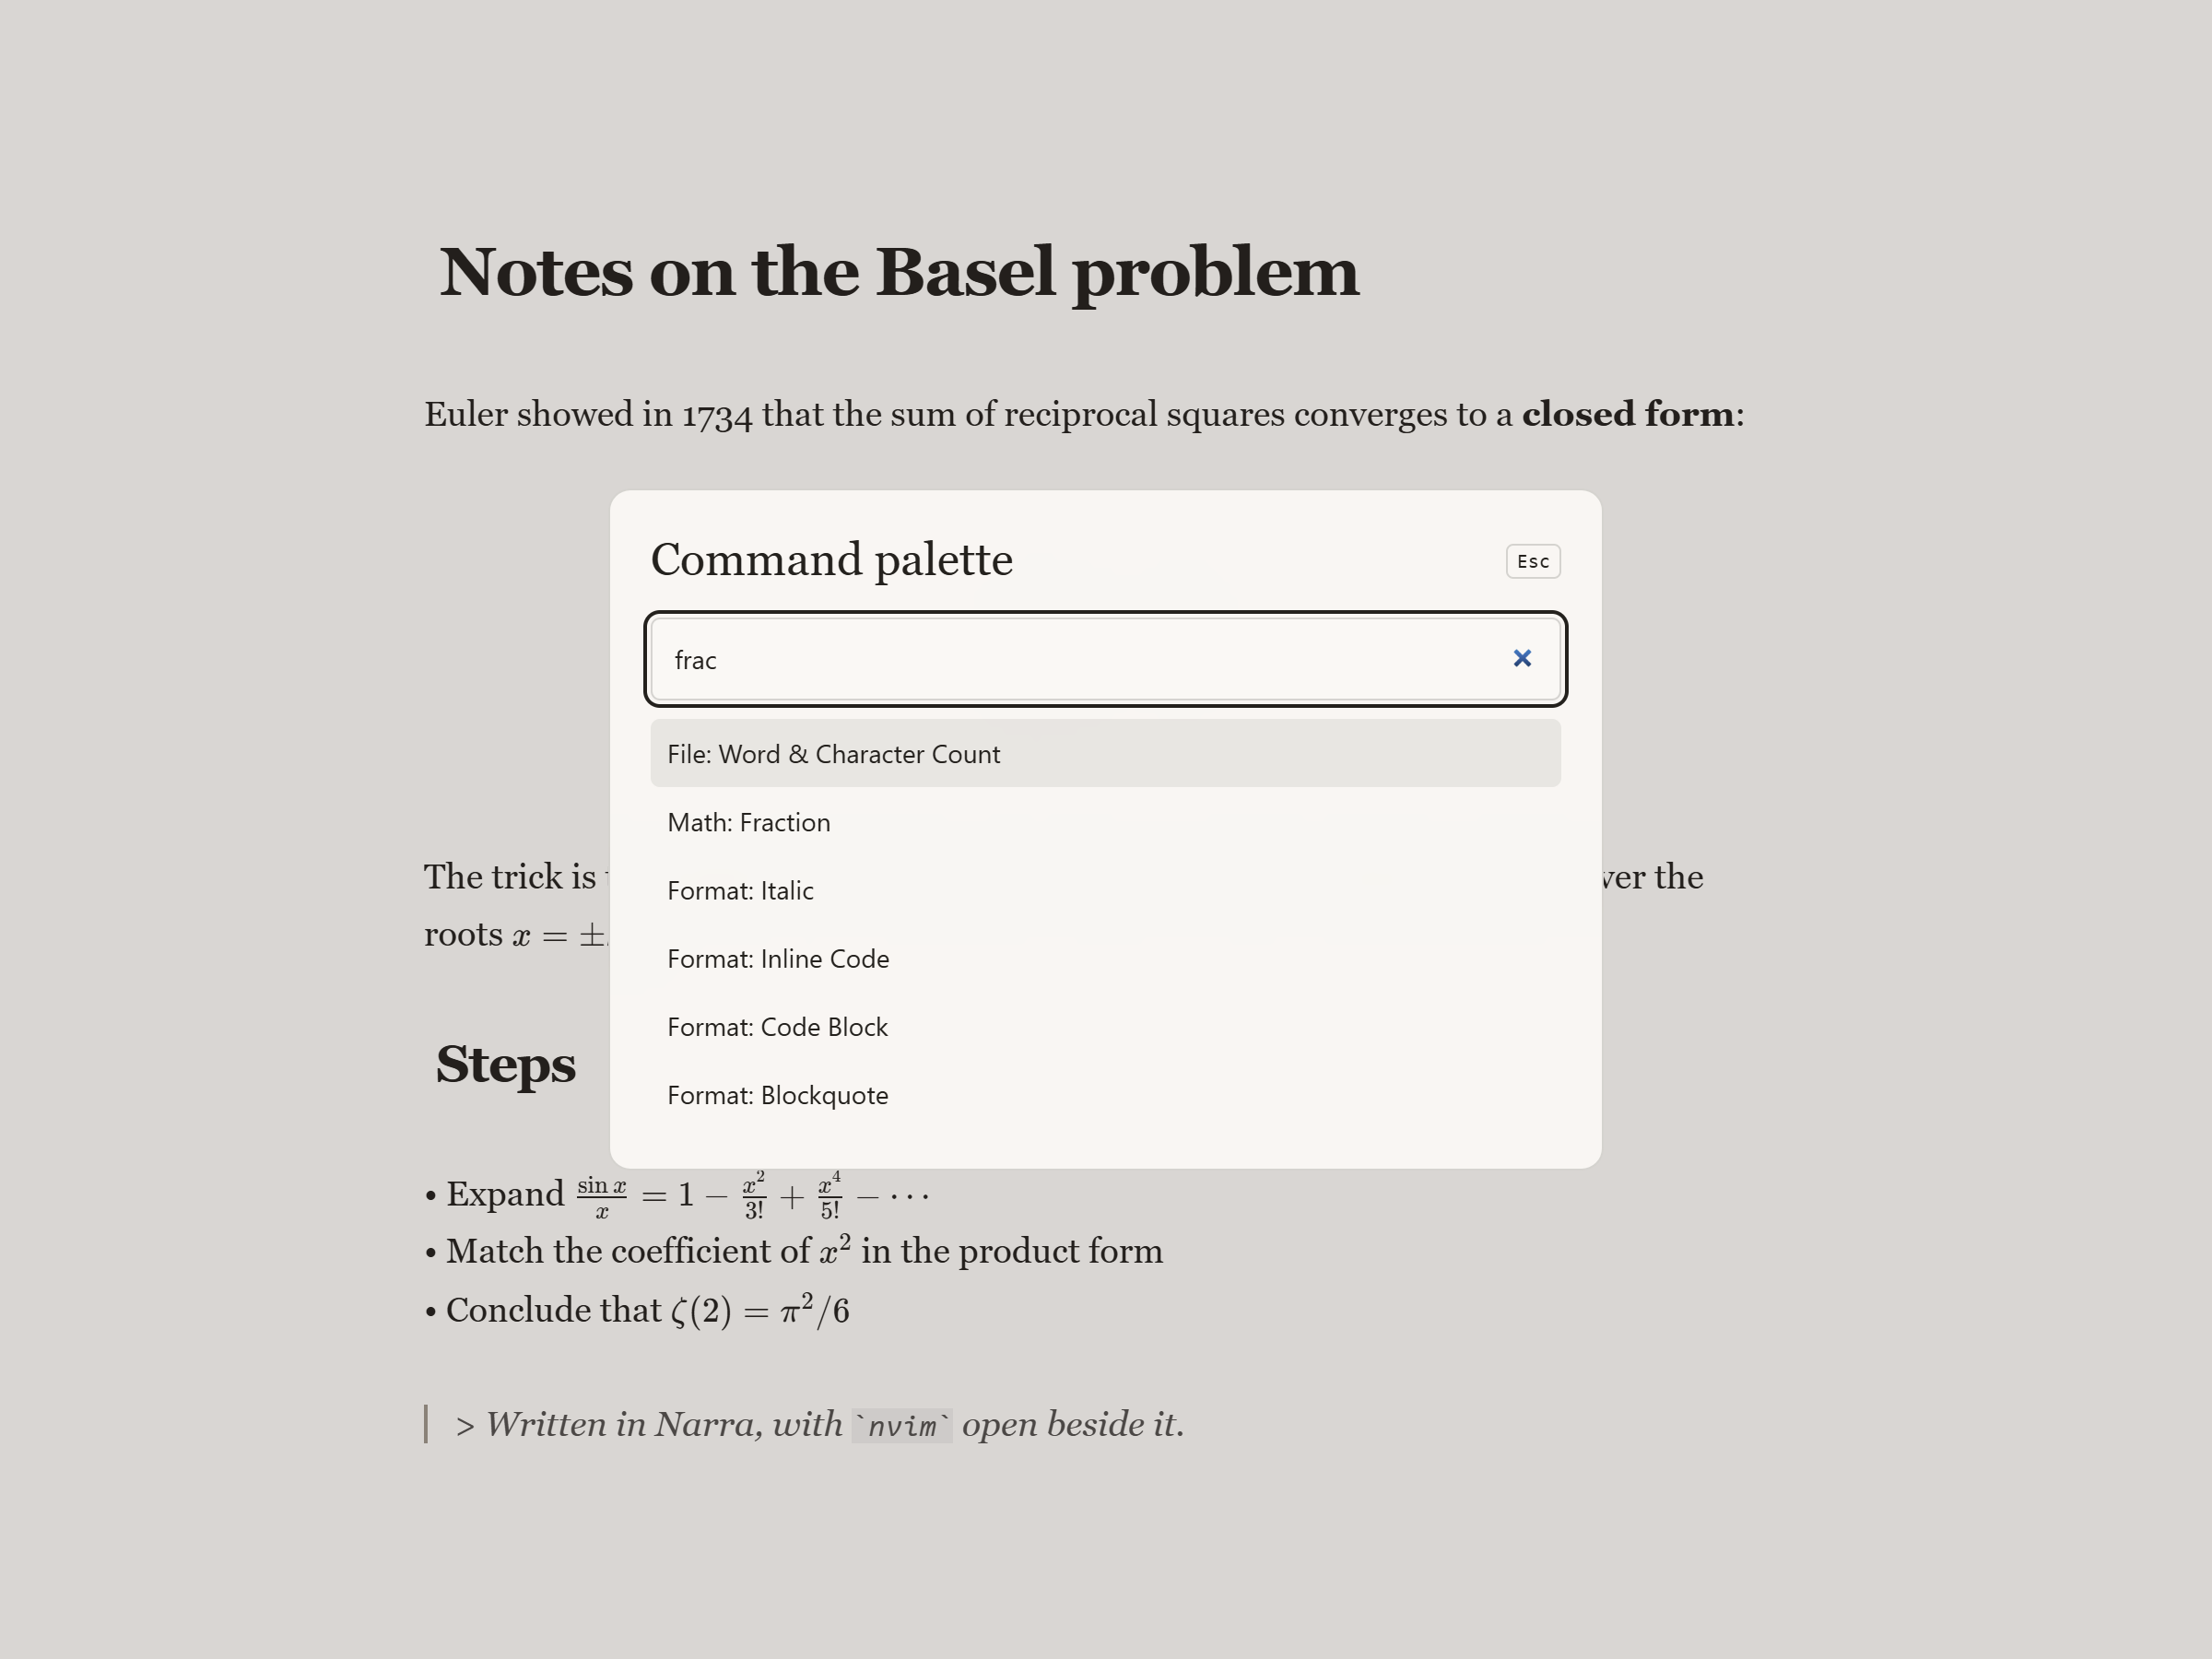 Notes on the Basel problem
Euler showed in 1734 that the sum of reciprocal squares converges to a closed form:
Command palette
Esc
frac
File: Word & Character Count
Math: Fraction
Format: Italic
Format: Inline Code
Format: Code Block
Format: Blockquote
The trick is
the
roots x = ±
Steps
• Expand sin x/x = 1 − x²/3! + x⁴/5! − ⋯
• Match the coefficient of x² in the product form
• Conclude that ζ(2) = π²/6
> Written in Narra, with `nvim` open beside it.